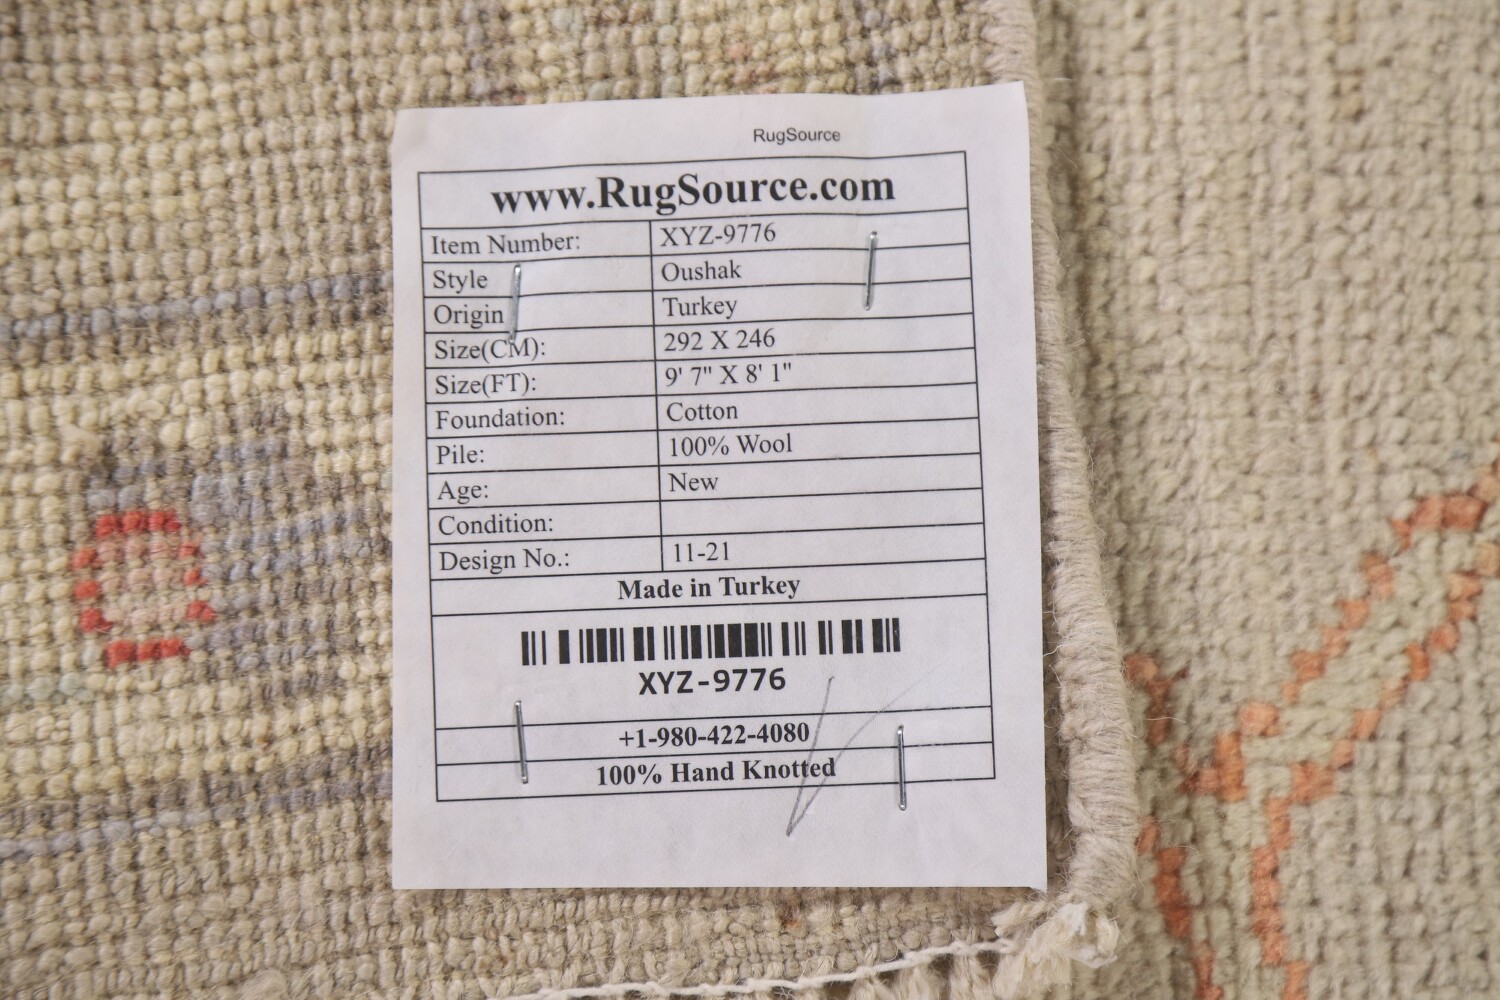 RugSource
www.RugSource.com
Item Number: XYZ-9776
Style Oushak
Origin Turkey
Size(CM): 292 X 246
Size(FT): 9' 7" X 8' 1"
Foundation: Cotton
Pile: 100% Wool
Age: New
Condition:
Design No.: 11-21
Made in Turkey
XYZ-9776
+1-980-422-4080
100% Hand Knotted